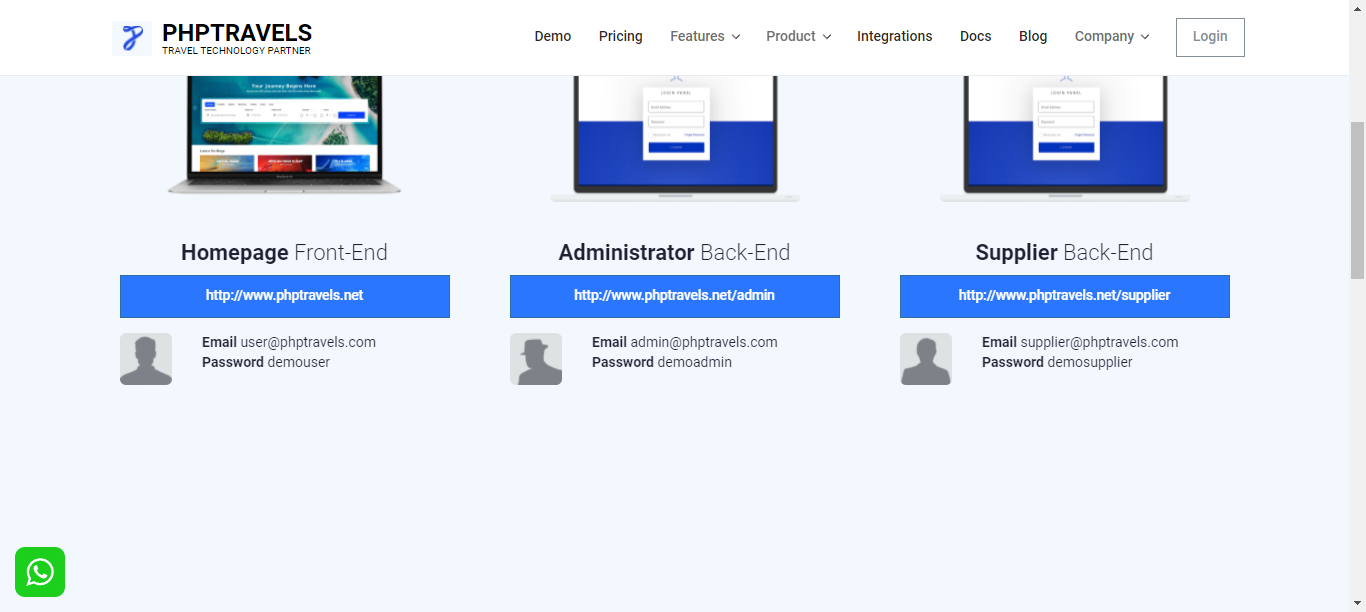 PHPTRAVELS
TRAVEL TECHNOLOGY PARTNER
Demo Pricing Features Product Integrations Docs Blog Company Login
Your Journey Begins Here
LOGIN PANEL
LOGIN PANEL
Homepage Front-End
Administrator Back-End
Supplier Back-End
http://www.phptravels.net
http://www.phptravels.net/admin
http://www.phptravels.net/supplier
Email user@phptravels.com
Password demouser
Email admin@phptravels.com
Password demoadmin
Email supplier@phptravels.com
Password demosupplier